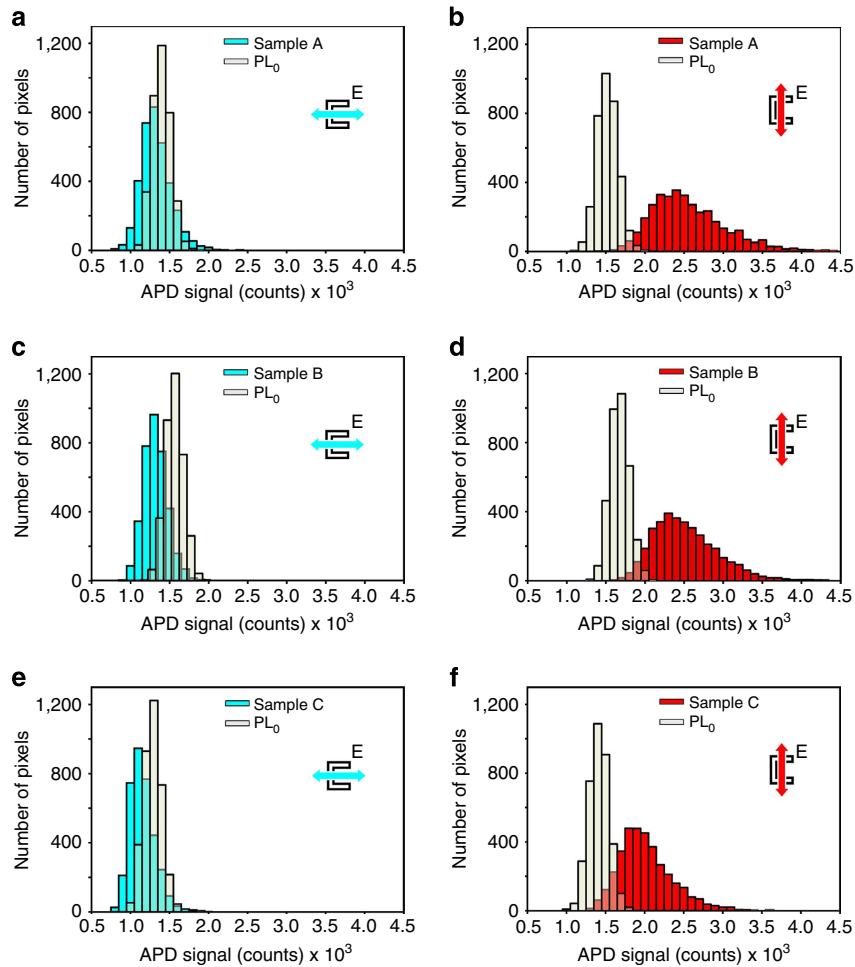 a
1,200
800
400
0
Number of pixels
Sample A
PL0
E
0.5 1.0 1.5 2.0 2.5 3.0 3.5 4.0 4.5
APD signal (counts) x 10³
b
1,200
800
400
0
Number of pixels
Sample A
PL0
E
0.5 1.0 1.5 2.0 2.5 3.0 3.5 4.0 4.5
APD signal (counts) x 10³
c
1,200
800
400
0
Number of pixels
Sample B
PL0
E
0.5 1.0 1.5 2.0 2.5 3.0 3.5 4.0 4.5
APD signal (counts) x 10³
d
1,200
800
400
0
Number of pixels
Sample B
PL0
E
0.5 1.0 1.5 2.0 2.5 3.0 3.5 4.0 4.5
APD signal (counts) x 10³
e
1,200
800
400
0
Number of pixels
Sample C
PL0
E
0.5 1.0 1.5 2.0 2.5 3.0 3.5 4.0 4.5
APD signal (counts) x 10³
f
1,200
800
400
0
Number of pixels
Sample C
PL0
E
0.5 1.0 1.5 2.0 2.5 3.0 3.5 4.0 4.5
APD signal (counts) x 10³